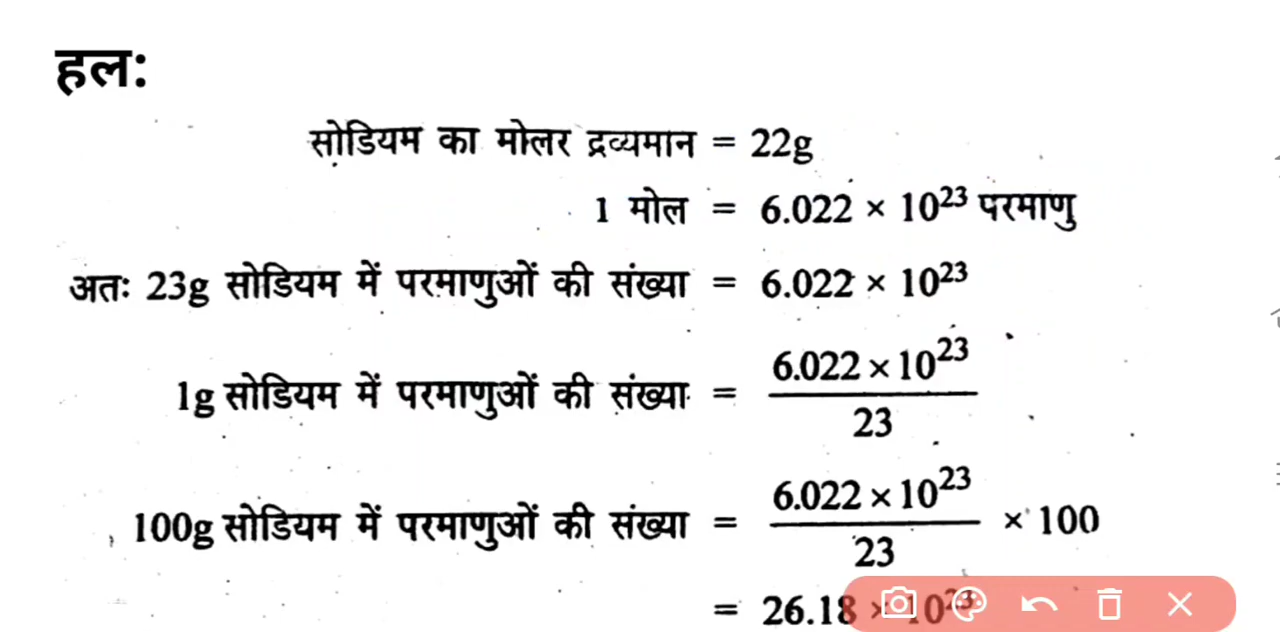 हल:
सोडियम का मोलर द्रव्यमान = 22g
1 मोल = 6.022 × 10²³ परमाणु
अतः 23g सोडियम में परमाणुओं की संख्या = 6.022 × 10²³
1g सोडियम में परमाणुओं की संख्या = 6.022 × 10²³ / 23
100g सोडियम में परमाणुओं की संख्या = 6.022 × 10²³ / 23 × 100
= 26.18 × 10²³